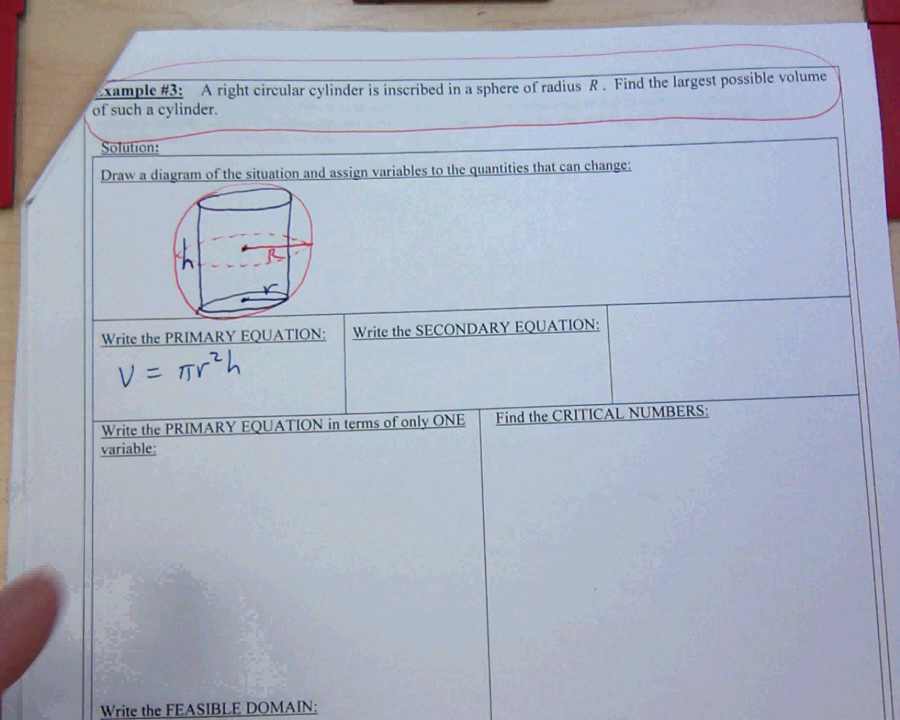 xample #3: A right circular cylinder is inscribed in a sphere of radius R. Find the largest possible volume
of such a cylinder.
Solution:
Draw a diagram of the situation and assign variables to the quantities that can change:
h
R
r
Write the PRIMARY EQUATION:
V = πr²h
Write the SECONDARY EQUATION:
Write the PRIMARY EQUATION in terms of only ONE
variable:
Find the CRITICAL NUMBERS:
Write the FEASIBLE DOMAIN: